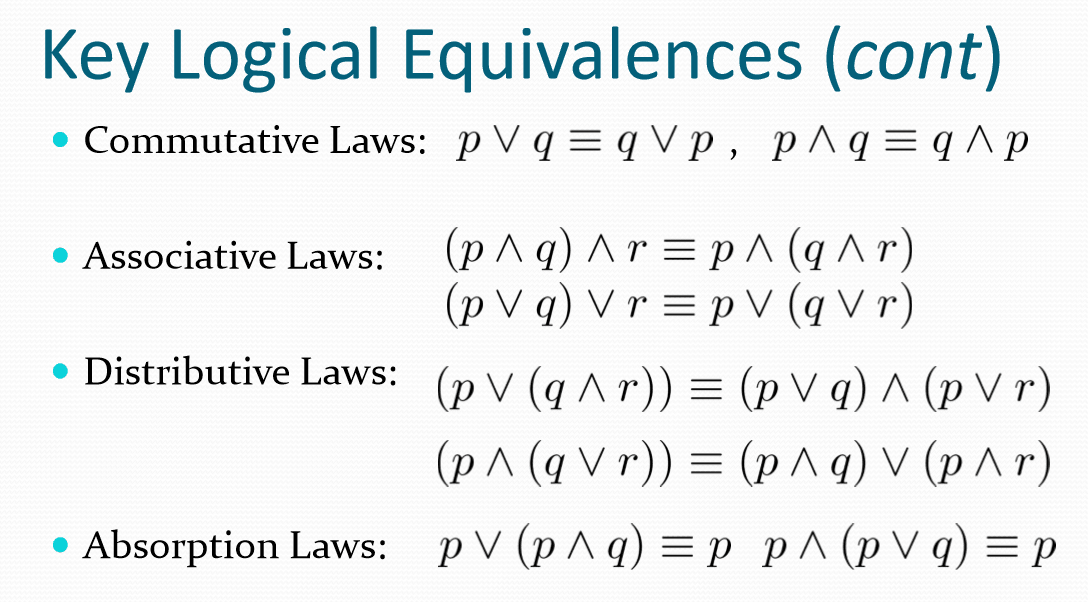 Key Logical Equivalences (cont)
• Commutative Laws: p ∨ q ≡ q ∨ p , p ∧ q ≡ q ∧ p
• Associative Laws: (p ∧ q) ∧ r ≡ p ∧ (q ∧ r)
(p ∨ q) ∨ r ≡ p ∨ (q ∨ r)
• Distributive Laws: (p ∨ (q ∧ r)) ≡ (p ∨ q) ∧ (p ∨ r)
(p ∧ (q ∨ r)) ≡ (p ∧ q) ∨ (p ∧ r)
• Absorption Laws: p ∨ (p ∧ q) ≡ p p ∧ (p ∨ q) ≡ p